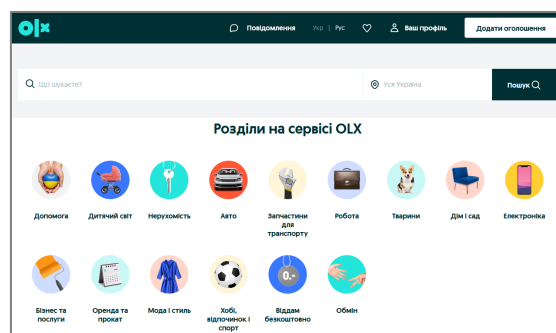 olx
Повідомлення Укр | Рус Ваш профіль Додати оголошення
Що шукаєте? Уся Україна Пошук
Розділи на сервісі OLX
Допомога Дитячий світ Нерухомість Авто Запчастини для транспорту Робота Тварини Дім і сад Електроніка
0.-
Бізнес та послуги Оренда та прокат Мода і стиль Хобі, відпочинок і спорт Віддам безкоштовно Обмін